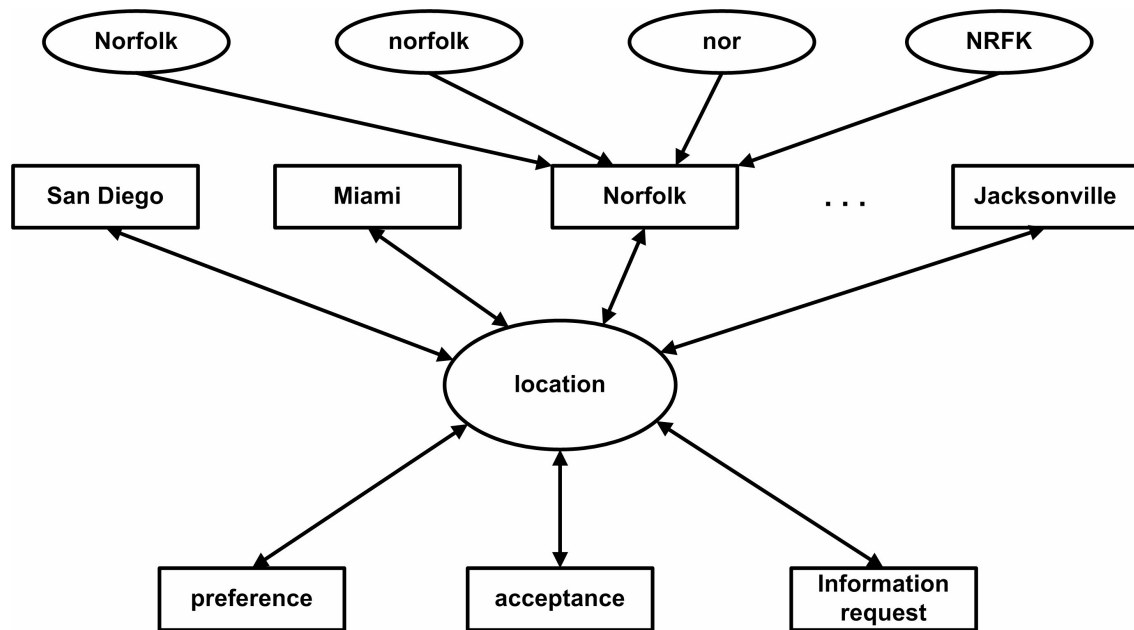 Norfolk
norfolk
nor
NRFK
San Diego
Miami
Norfolk
. . .
Jacksonville
location
preference
acceptance
Information
request